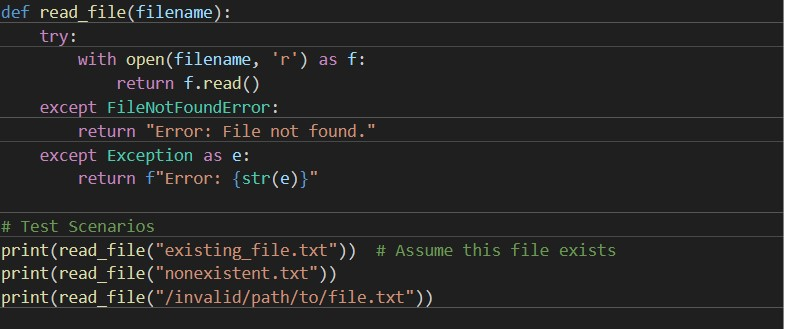 def read_file(filename):
    try:
        with open(filename, 'r') as f:
            return f.read()
    except FileNotFoundError:
        return "Error: File not found."
    except Exception as e:
        return f"Error: {str(e)}"

# Test Scenarios
print(read_file("existing_file.txt"))  # Assume this file exists
print(read_file("nonexistent.txt"))
print(read_file("/invalid/path/to/file.txt"))